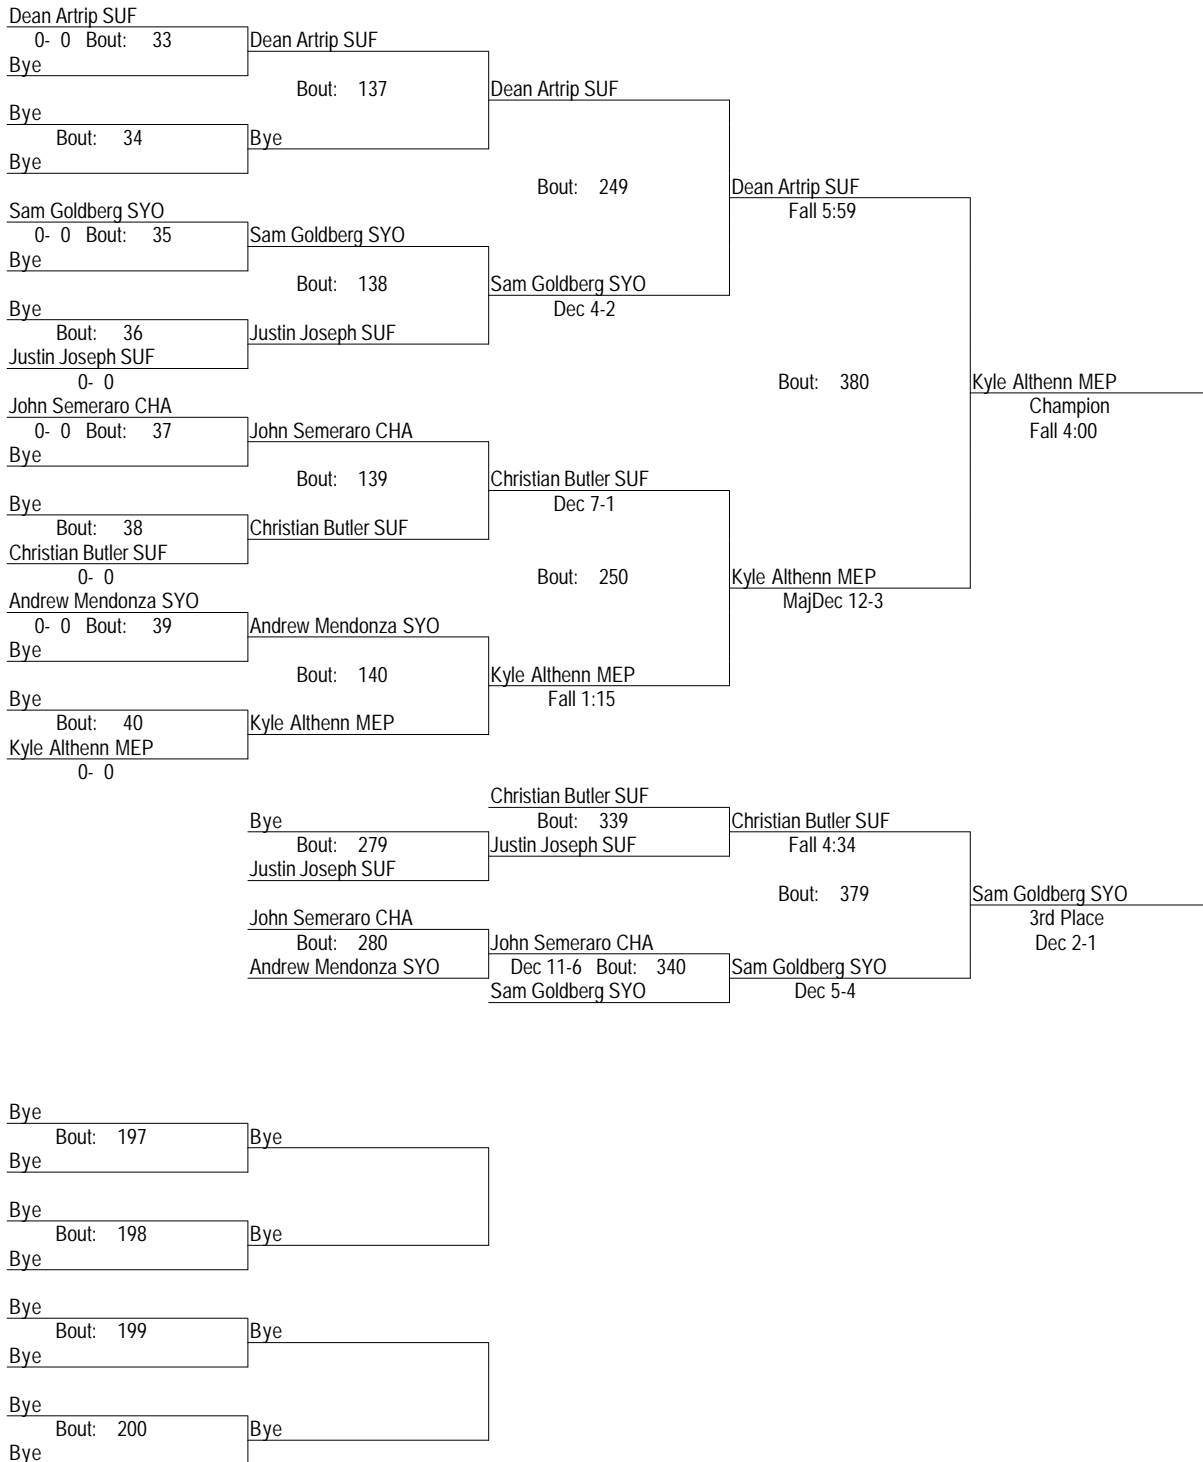 Dean Artrip SUF
0- 0 Bout: 33 Dean Artrip SUF
Bye
Bout: 137 Dean Artrip SUF
Bye
Bout: 34 Bye
Bye
Bout: 249 Dean Artrip SUF
Sam Goldberg SYO Fall 5:59
0- 0 Bout: 35 Sam Goldberg SYO
Bye
Bout: 138 Sam Goldberg SYO
Bye Dec 4-2
Bout: 36 Justin Joseph SUF
Justin Joseph SUF
0- 0 Bout: 380 Kyle Althenn MEP
John Semeraro CHA Champion
0- 0 Bout: 37 John Semeraro CHA Fall 4:00
Bye
Bout: 139 Christian Butler SUF
Bye Dec 7-1
Bout: 38 Christian Butler SUF
Christian Butler SUF
0- 0 Bout: 250 Kyle Althenn MEP
Andrew Mendonza SYO MajDec 12-3
0- 0 Bout: 39 Andrew Mendonza SYO
Bye
Bout: 140 Kyle Althenn MEP
Bye Fall 1:15
Bout: 40 Kyle Althenn MEP
Kyle Althenn MEP
0- 0
Christian Butler SUF
Bye Bout: 339 Christian Butler SUF
Bout: 279 Justin Joseph SUF Fall 4:34
Justin Joseph SUF
Bout: 379 Sam Goldberg SYO
John Semeraro CHA 3rd Place
Bout: 280 John Semeraro CHA Dec 2-1
Andrew Mendonza SYO Dec 11-6 Bout: 340 Sam Goldberg SYO
Sam Goldberg SYO Dec 5-4
Bye
Bout: 197 Bye
Bye
Bye
Bout: 198 Bye
Bye
Bye
Bout: 199 Bye
Bye
Bye
Bout: 200 Bye
Bye